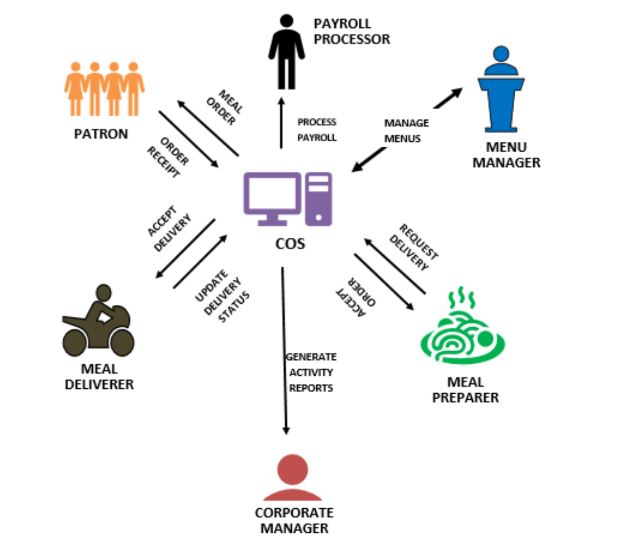 PAYROLL
PROCESSOR
PATRON
MEAL
ORDER
ORDER
RECEIPT
PROCESS
PAYROLL
MANAGE
MENUS
MENU
MANAGER
COS
ACCEPT
DELIVERY
UPDATE
DELIVERY
STATUS
REQUEST
DELIVERY
ACCEPT
ORDER
MEAL
DELIVERER
GENERATE
ACTIVITY
REPORTS
MEAL
PREPARER
CORPORATE
MANAGER